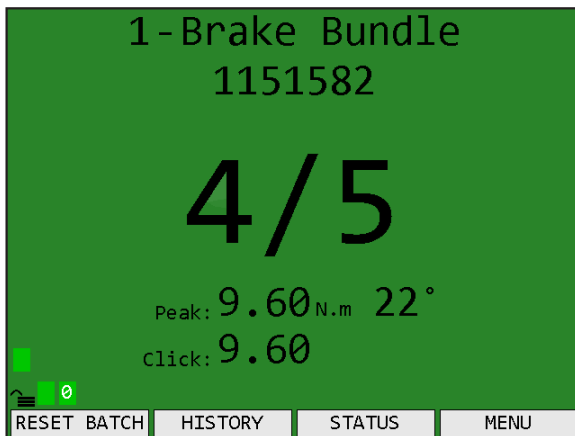 1-Brake Bundle
1151582
4/5
Peak: 9.60 N.m 22°
Click: 9.60
0
RESET BATCH HISTORY STATUS MENU